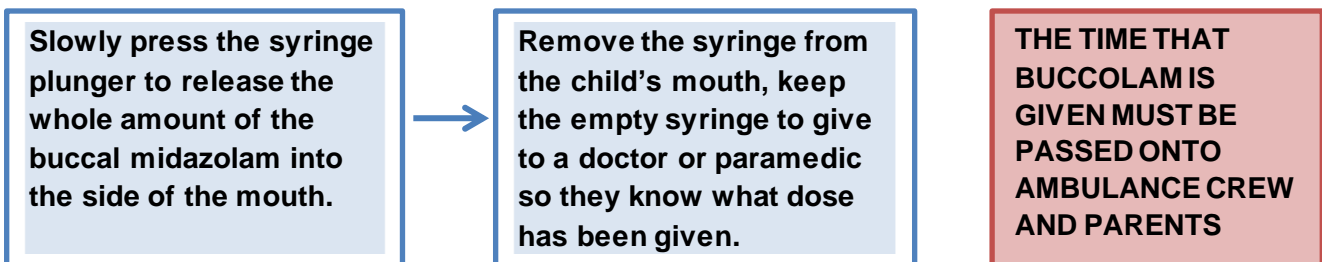 Slowly press the syringe
plunger to release the
whole amount of the
buccal midazolam into
the side of the mouth.
Remove the syringe from
the child's mouth, keep
the empty syringe to give
to a doctor or paramedic
so they know what dose
has been given.
THE TIME THAT
BUCCOLAM IS
GIVEN MUST BE
PASSED ONTO
AMBULANCE CREW
AND PARENTS